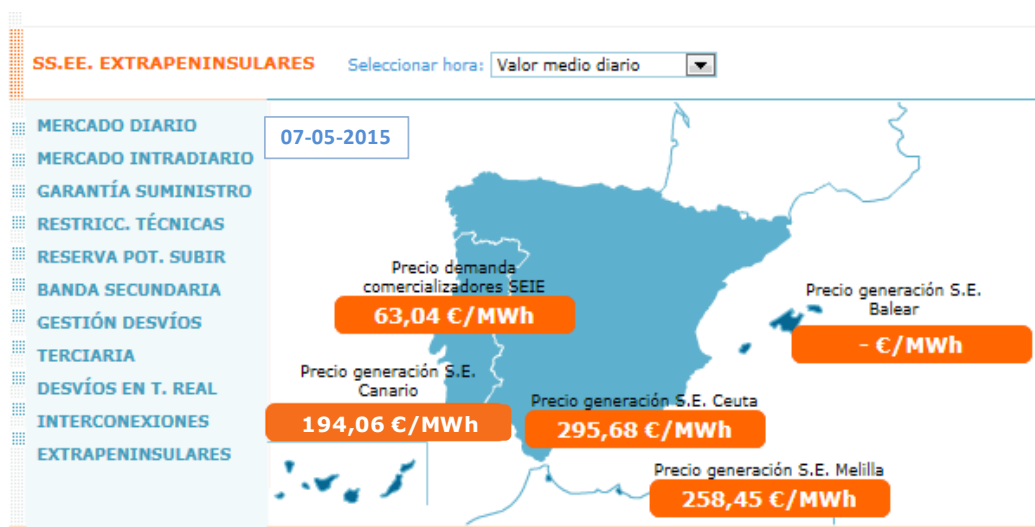 SS.EE. EXTRAPENINSULARES
Seleccionar hora: Valor medio diario
MERCADO DIARIO
MERCADO INTRADIARIO
GARANTÍA SUMINISTRO
RESTRICC. TÉCNICAS
RESERVA POT. SUBIR
BANDA SECUNDARIA
GESTIÓN DESVÍOS
TERCIARIA
DESVÍOS EN T. REAL
INTERCONEXIONES
EXTRAPENINSULARES
07-05-2015
Precio demanda
comercializadores SEIE
63,04 €/MWh
Precio generación S.E.
Balear
- €/MWh
Precio generación S.E.
Canario
194,06 €/MWh
Precio generación S.E. Ceuta
295,68 €/MWh
Precio generación S.E. Melilla
258,45 €/MWh